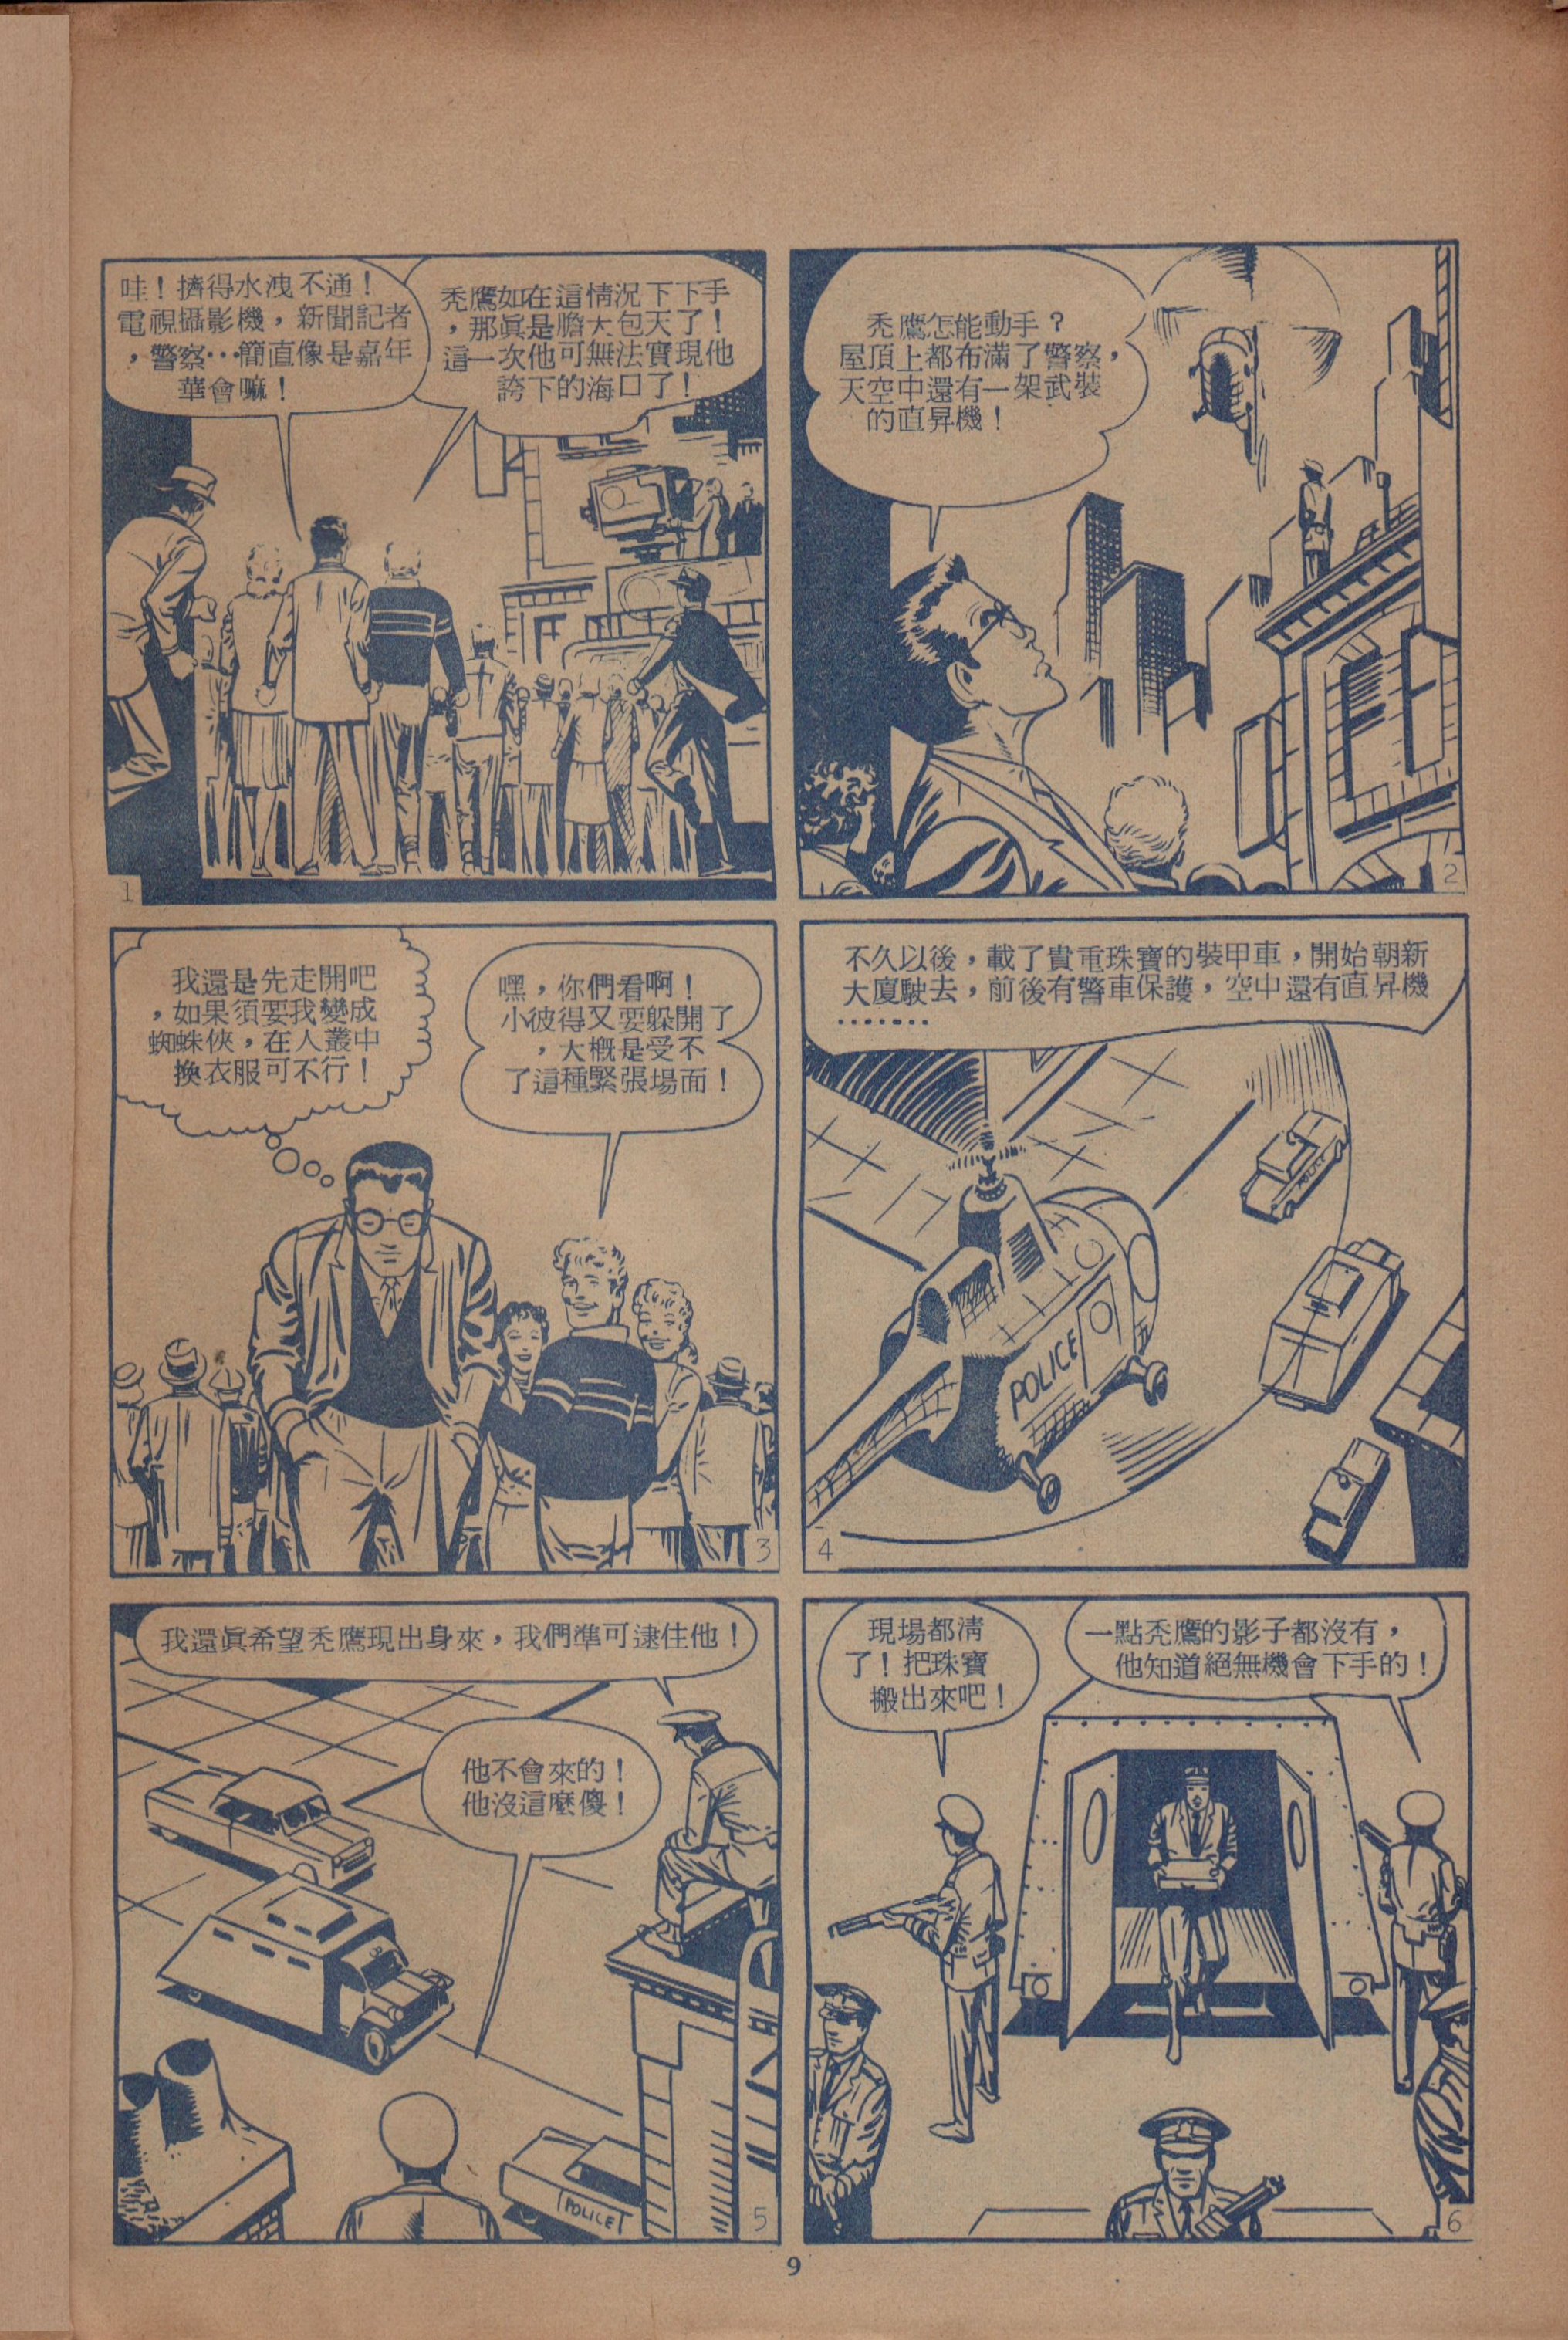 哇！擠得水洩不通！
電視攝影機，新聞記者
，警察…簡直像是嘉年
華會嘛！
禿鷹如在這情況下下手
，那眞是膽大包天了！
這一次他可無法實現他
誇下的海口了！
1
禿鷹怎能動手？
屋頂上都布滿了警察，
天空中還有一架武裝
的直昇機！
2
我還是先走開吧
，如果須要我變成
蜘蛛俠，在人叢中
換衣服可不行！
嘿，你們看啊！
小彼得又要躲開了
，大概是受不
了這種緊張場面！
3
不久以後，載了貴重珠寶的裝甲車，開始朝新
大廈駛去，前後有警車保護，空中還有直昇機
········
POLICE
POLICE
4
我還眞希望禿鷹現出身來，我們準可逮住他！
他不會來的！
他沒這麼傻！
POLICE
5
現場都淸
了！把珠寶
搬出來吧！
一點禿鷹的影子都沒有，
他知道絕無機會下手的！
6
9